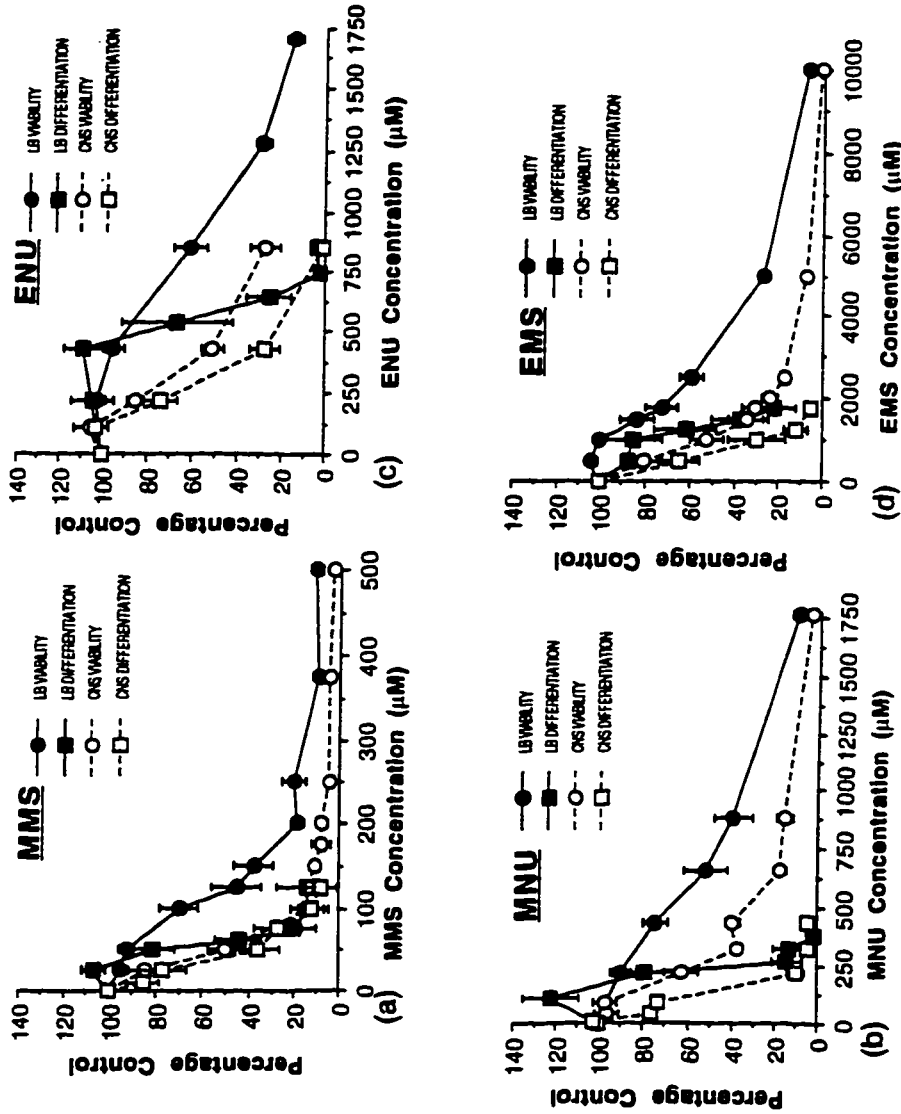 MMS
LB VIABILITY
LB DIFFERENTIATION
CNS VIABILITY
CNS DIFFERENTIATION
Percentage Control
140
120
100
80
60
40
20
0
0 100 200 300 400 500
(a) MMS Concentration (µM)
MNU
LB VIABILITY
LB DIFFERENTIATION
CNS VIABILITY
CNS DIFFERENTIATION
Percentage Control
140
120
100
80
60
40
20
0
0 250 500 750 1000 1250 1500 1750
(b) MNU Concentration (µM)
ENU
LB VIABILITY
LB DIFFERENTIATION
CNS VIABILITY
CNS DIFFERENTIATION
Percentage Control
140
120
100
80
60
40
20
0
0 250 500 750 1000 1250 1500 1750
(c) ENU Concentration (µM)
EMS
LB VIABILITY
LB DIFFERENTIATION
CNS VIABILITY
CNS DIFFERENTIATION
Percentage Control
140
120
100
80
60
40
20
0
0 2000 4000 6000 8000 10000
(d) EMS Concentration (µM)